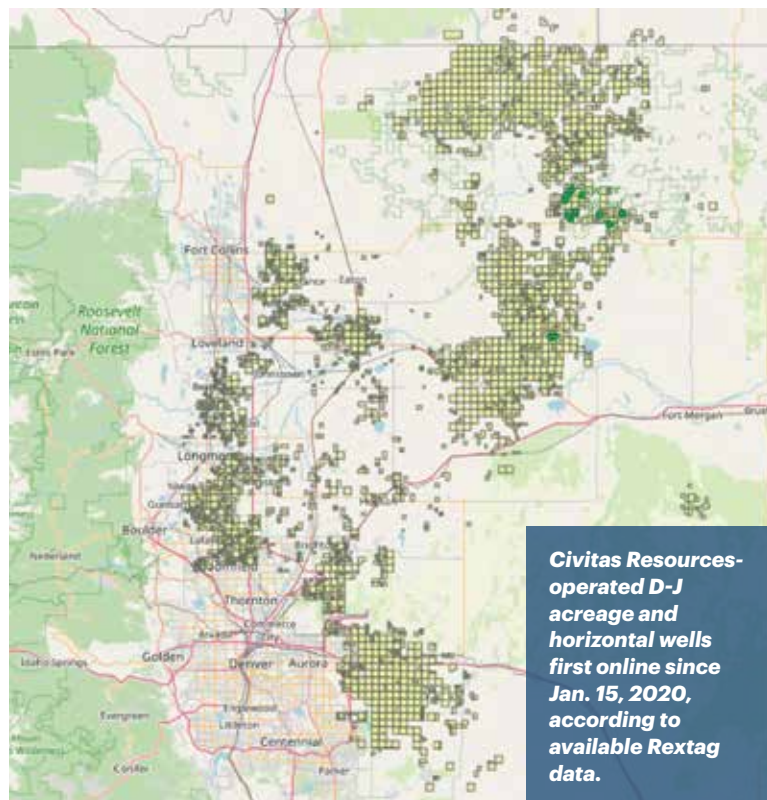 Fort Collins
Eaton
Roosevelt
National
Forest
Loveland
Estes Park
Fort Morgan
Longmont
Boulder
Nederland
Thornton
Commerce
City
Arvada
Golden
Idaho Springs
Denver
Aurora
Evergreen
Englewood
Littleton
Centennial
Conifer
Parker
Civitas Resources-
operated D-J
acreage and
horizontal wells
first online since
Jan. 15, 2020,
according to
available Rextag
data.